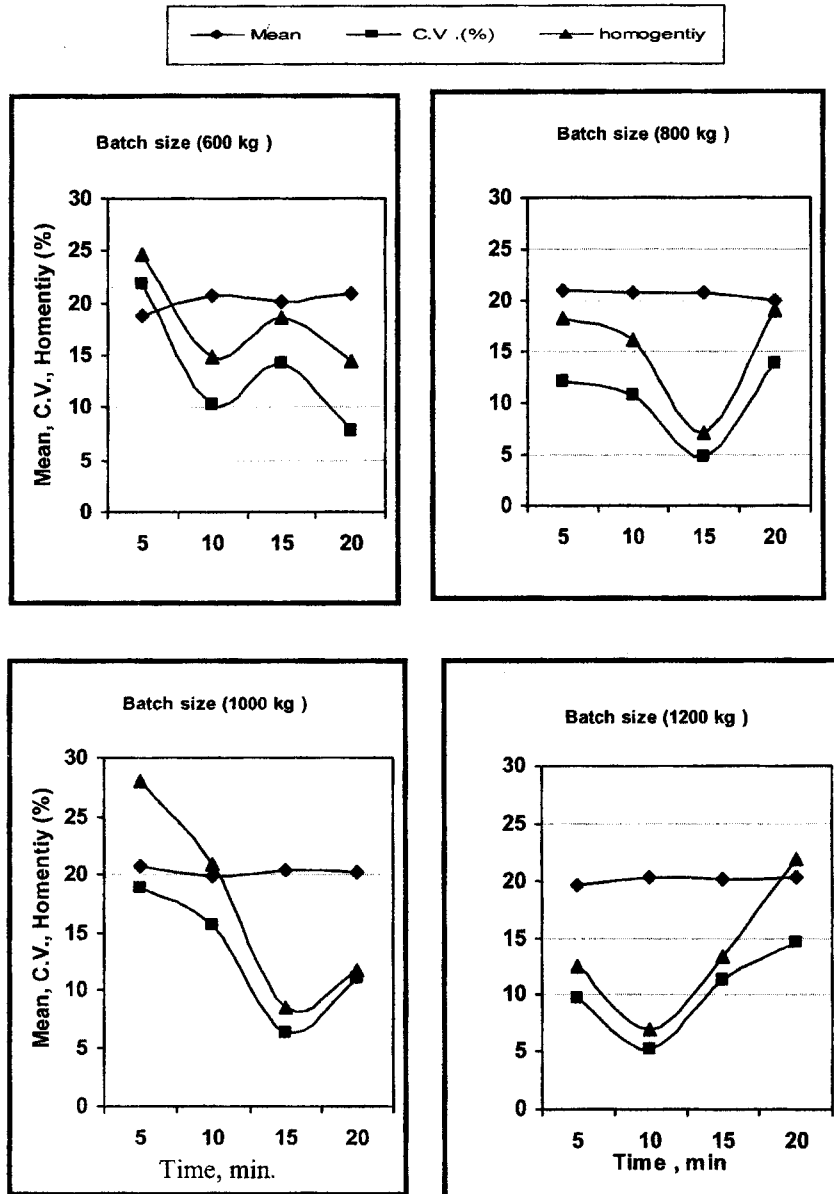 Mean C.V .(%) homogentiy
Batch size (600 kg )
Mean, C.V., Homentiy (%)
30
25
20
15
10
5
0
5 10 15 20
Batch size (800 kg )
30
25
20
15
10
5
0
5 10 15 20
Batch size (1000 kg )
Mean, C.V., Homentiy (%)
30
25
20
15
10
5
0
5 10 15 20
Time, min.
Batch size (1200 kg )
30
25
20
15
10
5
0
5 10 15 20
Time , min